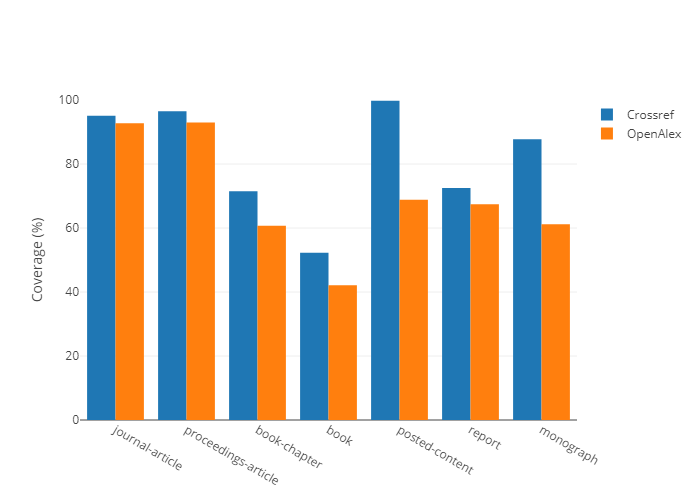 100
80
60
40
20
0
Coverage (%)
journal-article
proceedings-article
book-chapter
book
posted-content
report
monograph
Crossref
OpenAlex